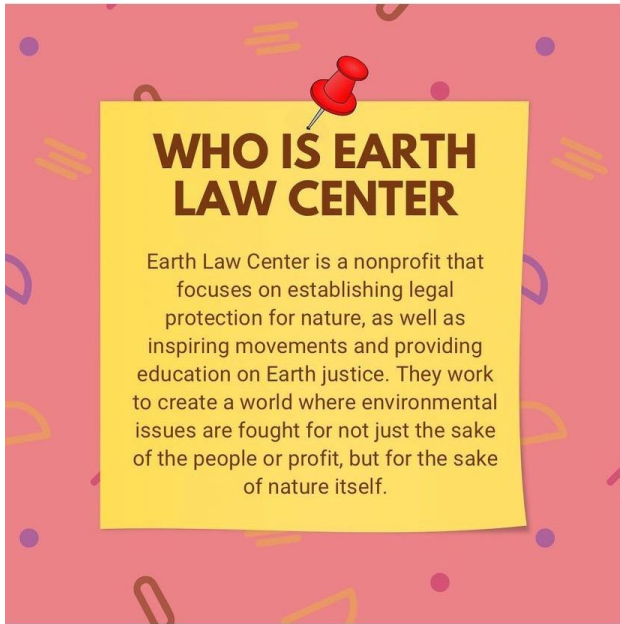 WHO IS EARTH
LAW CENTER
Earth Law Center is a nonprofit that
focuses on establishing legal
protection for nature, as well as
inspiring movements and providing
education on Earth justice. They work
to create a world where environmental
issues are fought for not just the sake
of the people or profit, but for the sake
of nature itself.